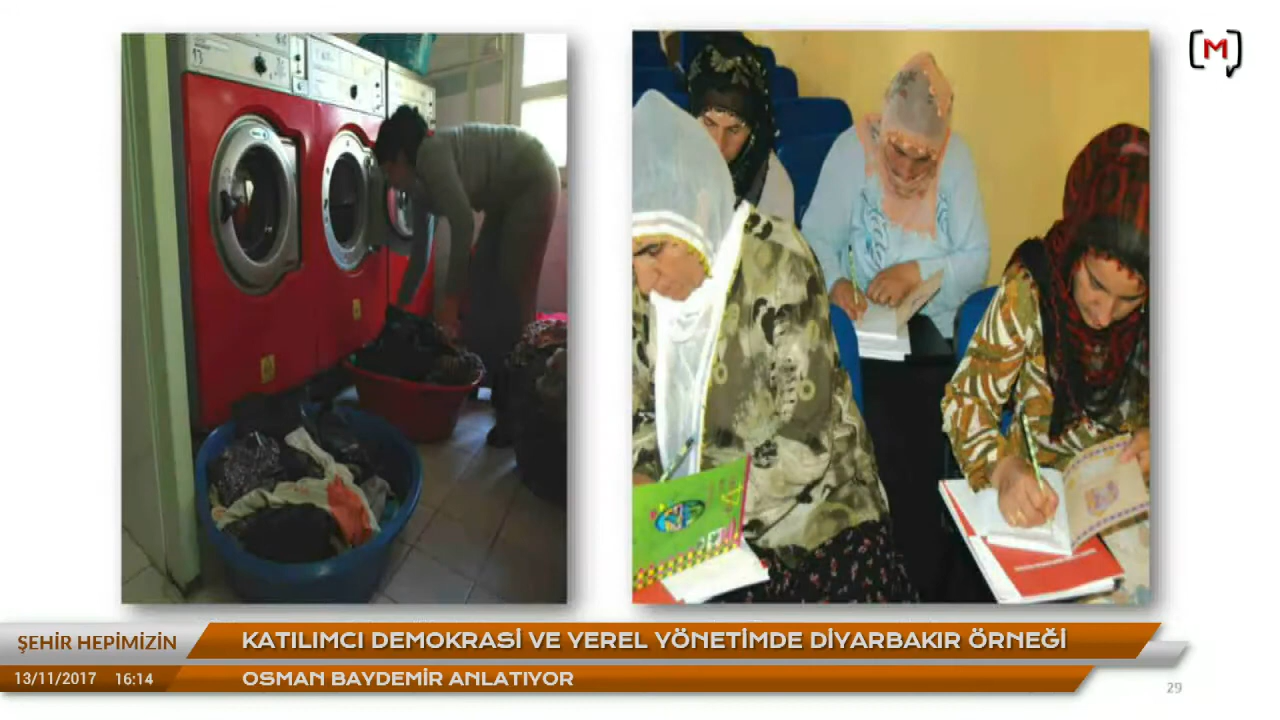 [M]
13
ŞEHİR HEPİMİZİN
KATILIMCI DEMOKRASİ VE YEREL YÖNETİMDE DİYARBAKIR ÖRNEĞİ
13/11/2017 16:14
OSMAN BAYDEMİR ANLATIYOR
29